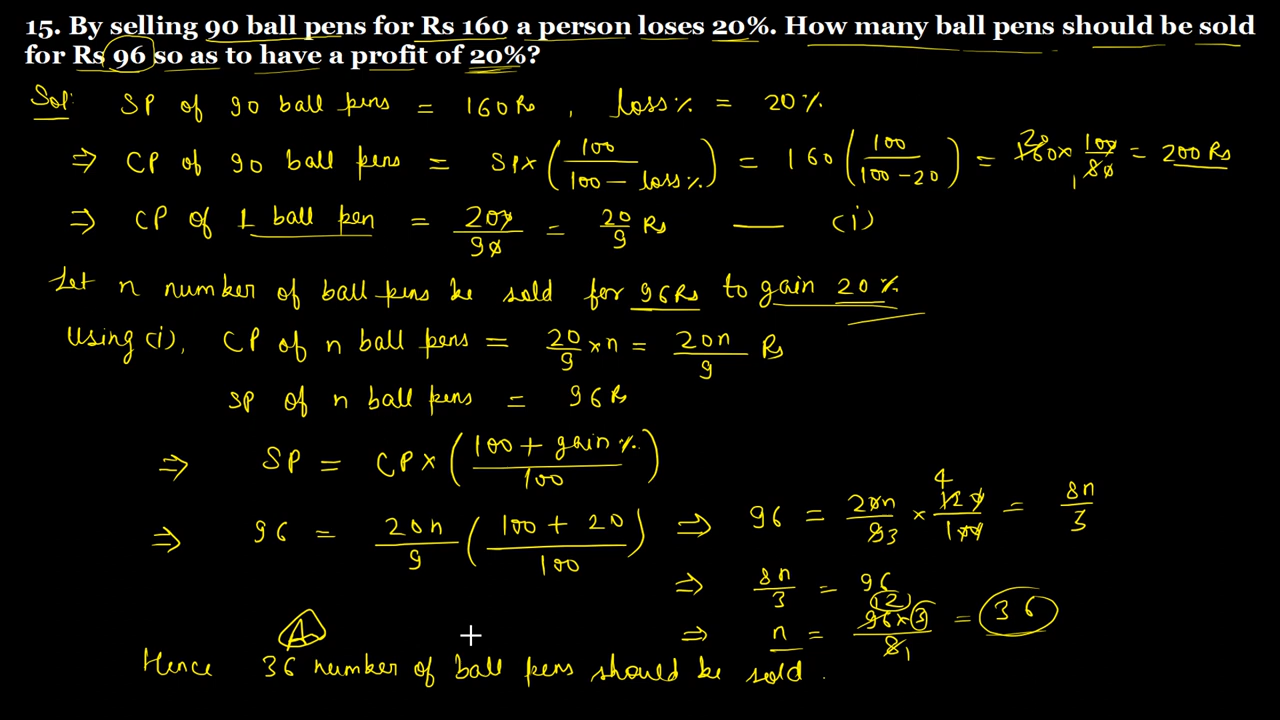 15. By selling 90 ball pens for Rs 160 a person loses 20%. How many ball pens should be sold
for Rs 96 so as to have a profit of 20%?
Sol: SP of 90 ball pens = 160 Rs, loss% = 20%
⇒ CP of 90 ball pens = SP × (100/(100 - loss%)) = 160 (100/(100-20)) = 160 × 100/80 = 200 Rs
⇒ CP of 1 ball pen = 200/90 = 20/9 Rs — (i)
Let n number of ball pens be sold for 96 Rs to gain 20%
Using (i), CP of n ball pens = 20/9 × n = 20n/9 Rs
SP of n ball pens = 96 Rs
⇒ SP = CP × ((100 + gain%)/100)
⇒ 96 = 20n/9 ((100 + 20)/100) ⇒ 96 = 20n/9 × 120/100 = 8n/3
⇒ 8n/3 = 96
⇒ n = 96×3/8 = 36
A
Hence 36 number of ball pens should be sold.